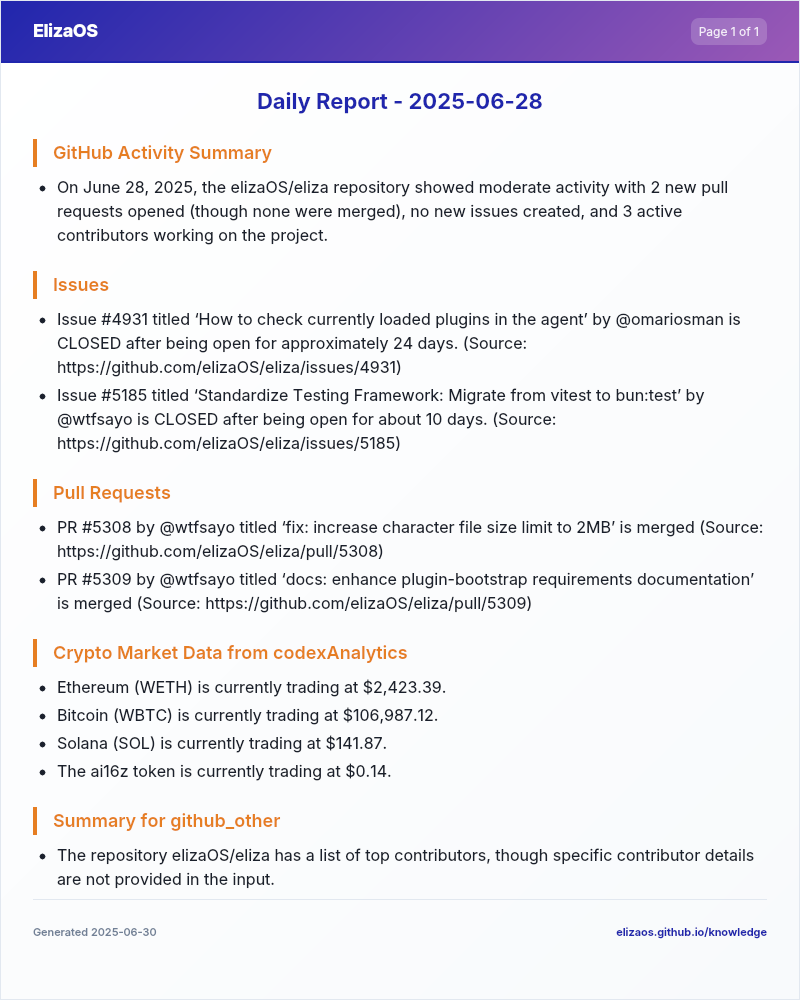 ElizaOS
Page 1 of 1
Daily Report - 2025-06-28
GitHub Activity Summary
• On June 28, 2025, the elizaOS/eliza repository showed moderate activity with 2 new pull
requests opened (though none were merged), no new issues created, and 3 active
contributors working on the project.
Issues
• Issue #4931 titled ‘How to check currently loaded plugins in the agent’ by @omariosman is
CLOSED after being open for approximately 24 days. (Source:
https://github.com/elizaOS/eliza/issues/4931)
• Issue #5185 titled ‘Standardize Testing Framework: Migrate from vitest to bun:test’ by
@wtfsayo is CLOSED after being open for about 10 days. (Source:
https://github.com/elizaOS/eliza/issues/5185)
Pull Requests
• PR #5308 by @wtfsayo titled ‘fix: increase character file size limit to 2MB’ is merged (Source:
https://github.com/elizaOS/eliza/pull/5308)
• PR #5309 by @wtfsayo titled ‘docs: enhance plugin-bootstrap requirements documentation’
is merged (Source: https://github.com/elizaOS/eliza/pull/5309)
Crypto Market Data from codexAnalytics
• Ethereum (WETH) is currently trading at $2,423.39.
• Bitcoin (WBTC) is currently trading at $106,987.12.
• Solana (SOL) is currently trading at $141.87.
• The ai16z token is currently trading at $0.14.
Summary for github_other
• The repository elizaOS/eliza has a list of top contributors, though specific contributor details
are not provided in the input.
Generated 2025-06-30
elizaos.github.io/knowledge